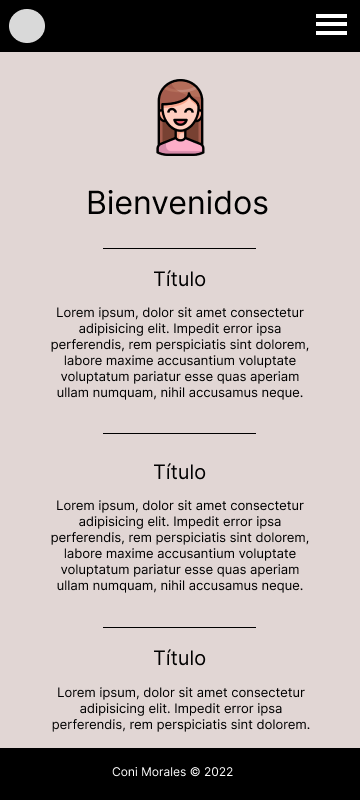 Bienvenidos
Título
Lorem ipsum, dolor sit amet consectetur
adipisicing elit. Impedit error ipsa
perferendis, rem perspiciatis sint dolorem,
labore maxime accusantium voluptate
voluptatum pariatur esse quas aperiam
ullam numquam, nihil accusamus neque.
Título
Lorem ipsum, dolor sit amet consectetur
adipisicing elit. Impedit error ipsa
perferendis, rem perspiciatis sint dolorem,
labore maxime accusantium voluptate
voluptatum pariatur esse quas aperiam
ullam numquam, nihil accusamus neque.
Título
Lorem ipsum, dolor sit amet consectetur
adipisicing elit. Impedit error ipsa
perferendis, rem perspiciatis sint dolorem.
Coni Morales © 2022